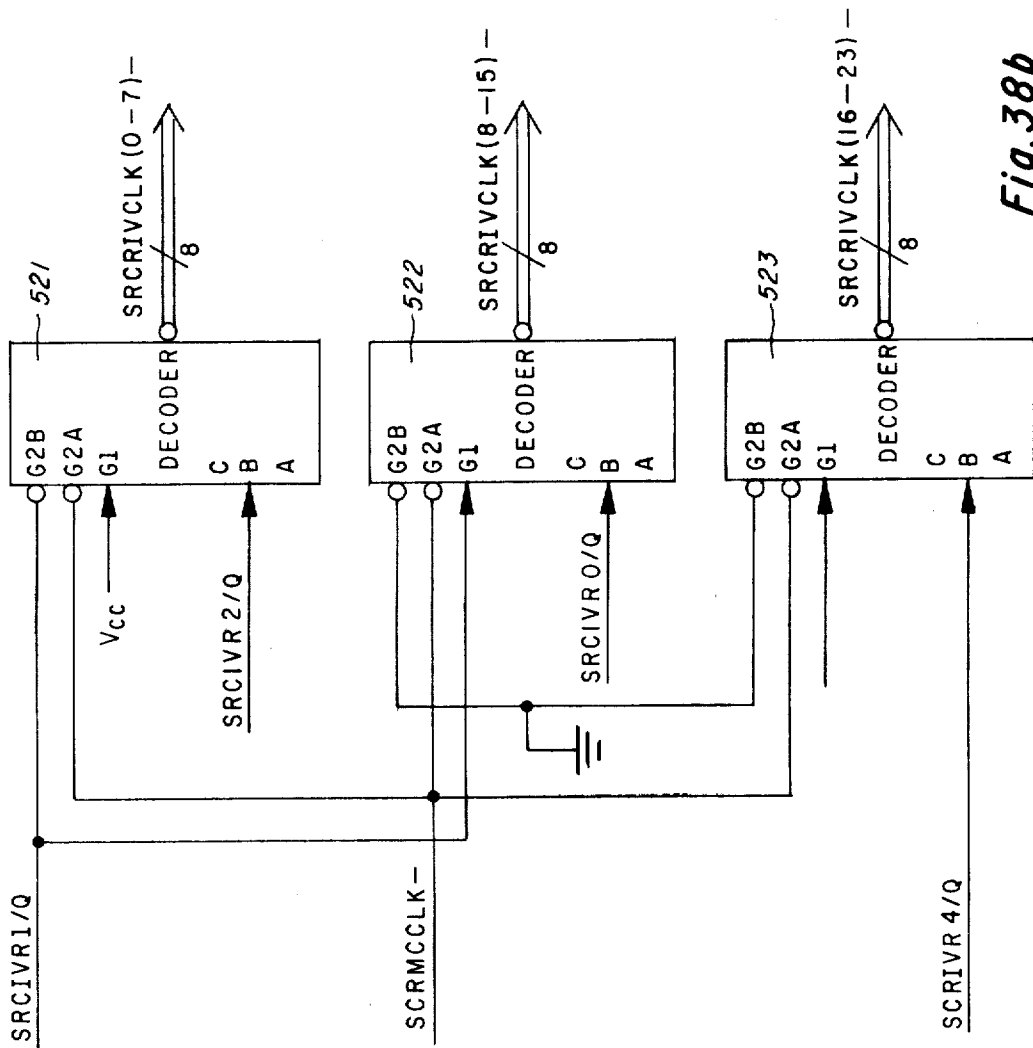 SRCIVR1/Q
521
G2B
G2A
G1
Vcc
DECODER
SRCRIVCLK(0-7)-
8
SRCIVR2/Q
C
B
A
522
G2B
G2A
G1
DECODER
SRCRIVCLK(8-15)-
8
SRCIVR0/Q
C
B
A
SCRMCCLK-
523
G2B
G2A
G1
DECODER
SRCRIVCLK(16-23)-
8
C
B
A
SCRIVR4/Q
Fig.38b